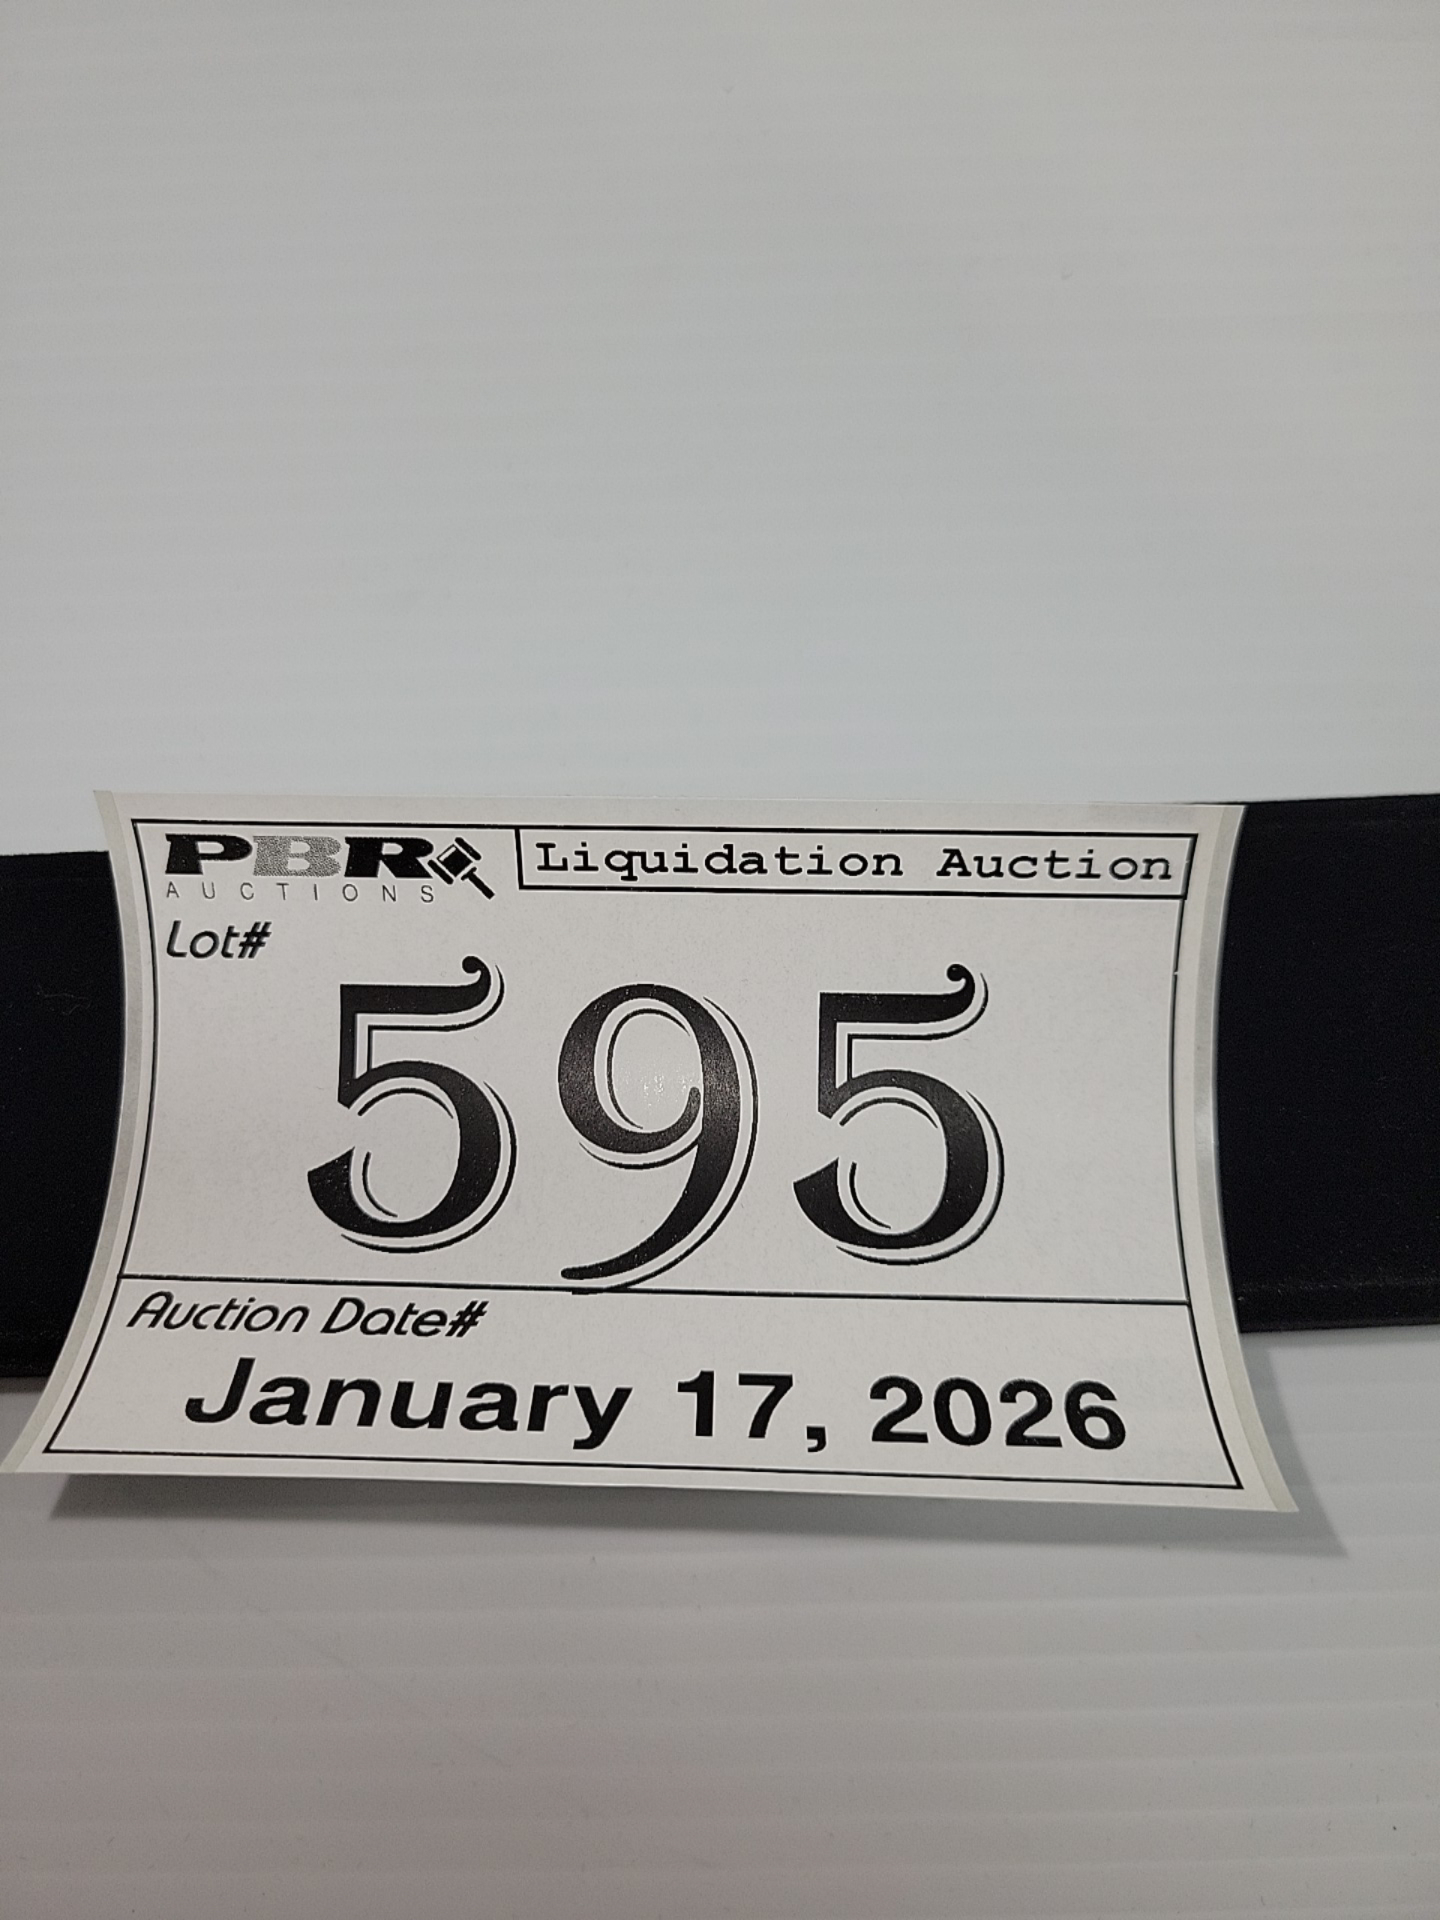 PBR
AUCTIONS
Liquidation Auction
Lot#
595
Auction Date#
January 17, 2026